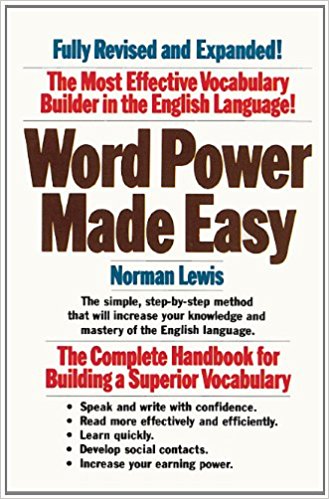 Fully Revised and Expanded!
The Most Effective Vocabulary
Builder in the English Language!
Word Power
Made Easy
Norman Lewis
The simple, step-by-step method
that will increase your knowledge and
mastery of the English language.
The Complete Handbook for
Building a Superior Vocabulary
• Speak and write with confidence.
• Read more effectively and efficiently.
• Learn quickly.
• Develop social contacts.
• Increase your earning power.